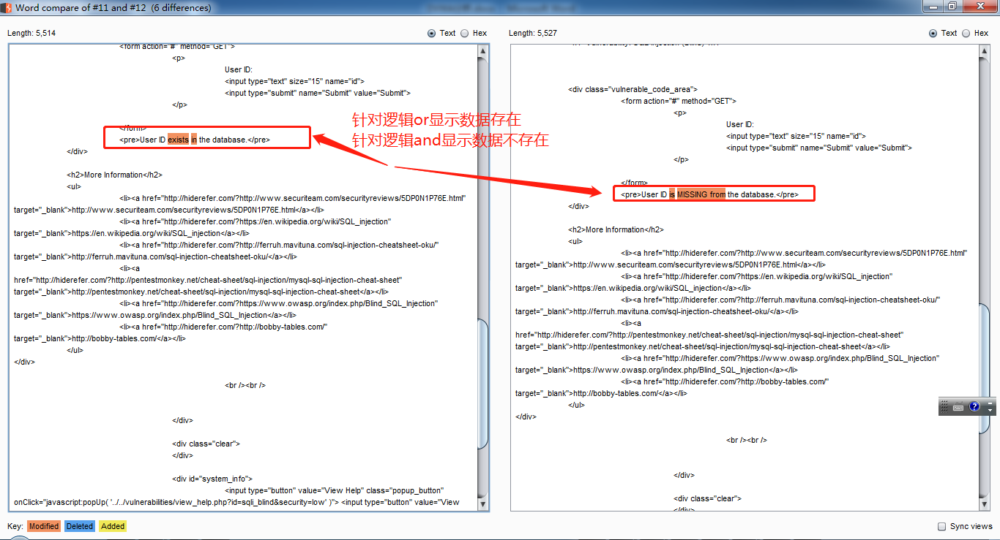 Word compare of #11 and #12 (6 differences)
Length: 5,514
Text
Hex
<form action="#" method="GET">
<p>
User ID:
<input type="text" size="15" name="id">
<input type="submit" name="Submit" value="Submit">
</p>
</form>
<pre>User ID exists in the database.</pre>
</div>
<h2>More Information</h2>
<ul>
<li><a href="http://hiderefer.com/?http://www.securiteam.com/securityreviews/5DP0N1P76E.html"
target="_blank">http://www.securiteam.com/securityreviews/5DP0N1P76E.html</a></li>
<li><a href="http://hiderefer.com/?https://en.wikipedia.org/wiki/SQL_injection"
target="_blank">https://en.wikipedia.org/wiki/SQL_injection</a></li>
<li><a href="http://hiderefer.com/?http://ferruh.mavituna.com/sql-injection-cheatsheet-oku/"
target="_blank">http://ferruh.mavituna.com/sql-injection-cheatsheet-oku/</a></li>
<li><a
href="http://hiderefer.com/?http://pentestmonkey.net/cheat-sheet/sql-injection/mysql-sql-injection-cheat-sheet"
target="_blank">http://pentestmonkey.net/cheat-sheet/sql-injection/mysql-sql-injection-cheat-sheet</a></li>
<li><a href="http://hiderefer.com/?https://www.owasp.org/index.php/Blind_SQL_Injection"
target="_blank">https://www.owasp.org/index.php/Blind_SQL_Injection</a></li>
<li><a href="http://hiderefer.com/?http://bobby-tables.com/"
target="_blank">http://bobby-tables.com/</a></li>
</ul>
</div>
<br /><br />
</div>
<div class="clear">
</div>
<div id="system_info">
<input type="button" value="View Help" class="popup_button"
onClick="javascript:popUp( '../../vulnerabilities/view_help.php?id=sqli_blind&security=low' )"> <input type="button" value="View
针对逻辑or显示数据存在
针对逻辑and显示数据不存在
Length: 5,527
Text
Hex
<div class="vulnerable_code_area">
<form action="#" method="GET">
<p>
User ID:
<input type="text" size="15" name="id">
<input type="submit" name="Submit" value="Submit">
</p>
</form>
<pre>User ID is MISSING from the database.</pre>
</div>
<h2>More Information</h2>
<ul>
<li><a href="http://hiderefer.com/?http://www.securiteam.com/securityreviews/5DP0N1P76E.html"
target="_blank">http://www.securiteam.com/securityreviews/5DP0N1P76E.html</a></li>
<li><a href="http://hiderefer.com/?https://en.wikipedia.org/wiki/SQL_injection"
target="_blank">https://en.wikipedia.org/wiki/SQL_injection</a></li>
<li><a href="http://hiderefer.com/?http://ferruh.mavituna.com/sql-injection-cheatsheet-oku/"
target="_blank">http://ferruh.mavituna.com/sql-injection-cheatsheet-oku/</a></li>
<li><a
href="http://hiderefer.com/?http://pentestmonkey.net/cheat-sheet/sql-injection/mysql-sql-injection-cheat-sheet"
target="_blank">http://pentestmonkey.net/cheat-sheet/sql-injection/mysql-sql-injection-cheat-sheet</a></li>
<li><a href="http://hiderefer.com/?https://www.owasp.org/index.php/Blind_SQL_Injection"
target="_blank">https://www.owasp.org/index.php/Blind_SQL_Injection</a></li>
<li><a href="http://hiderefer.com/?http://bobby-tables.com/"
target="_blank">http://bobby-tables.com/</a></li>
</ul>
</div>
<br /><br />
</div>
<div class="clear">
</div>
Key: Modified Deleted Added
Sync views